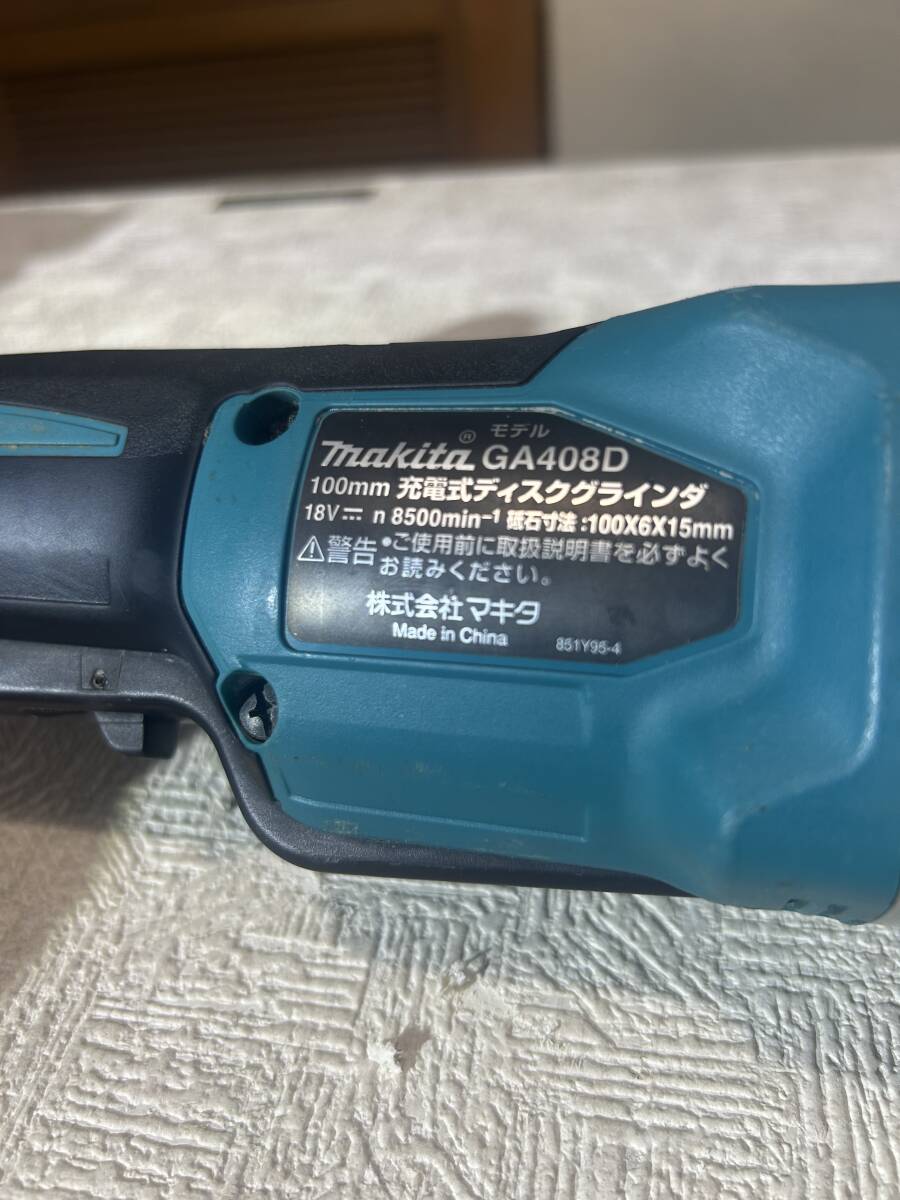 モデル
makita® GA408D
100mm 充電式ディスクグラインダ
18V⎓ n 8500min⁻¹ 砥石寸法:100X6X15mm
⚠警告 •ご使用前に取扱説明書を必ずよく
お読みください。
株式会社マキタ
Made in China
851Y95-4